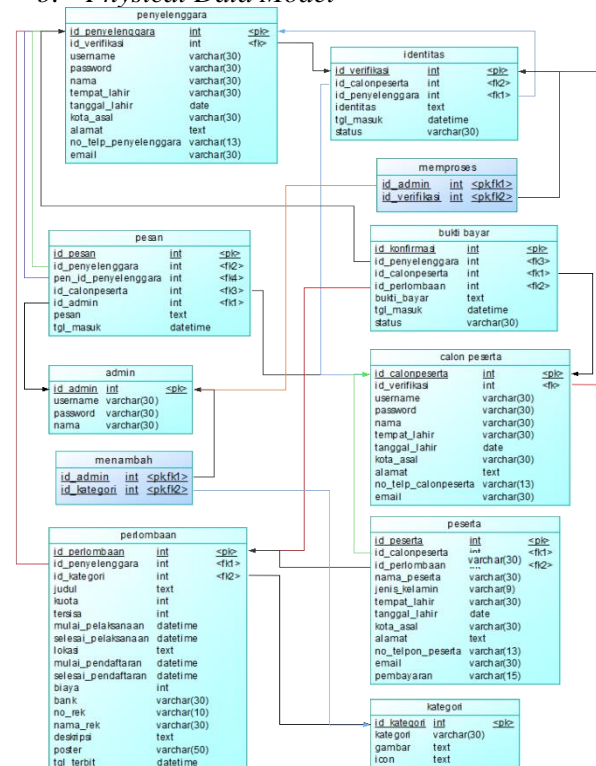 Physical Data Model
penyelenggara
id_penyelenggara int <pk>
id_verifikasi int <fk>
username varchar(30)
password varchar(30)
nama varchar(30)
tempat_lahir varchar(30)
tanggal_lahir date
kota_asal varchar(30)
alamat text
no_telp_penyelenggara varchar(13)
email varchar(30)
identitas
id_verifikasi int <pk>
id_calonpeserta int <fk2>
id_penyelenggara int <fk1>
identitas text
tgl_masuk datetime
status varchar(30)
memproses
id_admin int <pk,fk1>
id_verifikasi int <pk,fk2>
pesan
id_pesan int <pk>
id_penyelenggara int <fk2>
pen_id_penyelenggara int <fk4>
id_calonpeserta int <fk3>
id_admin int <fk1>
pesan text
tgl_masuk datetime
bukti bayar
id_konfirmasi int <pk>
id_penyelenggara int <fk3>
id_calonpeserta int <fk1>
id_perlombaan int <fk2>
bukti_bayar text
tgl_masuk datetime
status varchar(30)
admin
id_admin int <pk>
username varchar(30)
password varchar(30)
nama varchar(30)
calon peserta
id_calonpeserta int <pk>
id_verifikasi int <fk>
username varchar(30)
password varchar(30)
nama varchar(30)
tempat_lahir varchar(30)
tanggal_lahir date
kota_asal varchar(30)
alamat text
no_telp_calonpeserta varchar(13)
email varchar(30)
menambah
id_admin int <pk,fk1>
id_kategori int <pk,fk2>
perlombaan
id_perlombaan int <pk>
id_penyelenggara int <fk1>
id_kategori int <fk2>
judul text
kuota int
tersisa int
mulai_pelaksanaan datetime
selesai_pelaksanaan datetime
lokasi text
mulai_pendaftaran datetime
selesai_pendaftaran datetime
biaya int
bank varchar(30)
no_rek varchar(10)
nama_rek varchar(30)
deskripsi text
poster varchar(50)
tgl_terbit datetime
peserta
id_peserta int <pk>
id_calonpeserta int <fk1>
varchar(30)
id_perlombaan <fk2>
nama_peserta varchar(30)
jenis_kelamin varchar(9)
tempat_lahir varchar(30)
tanggal_lahir date
kota_asal varchar(30)
alamat text
no_telpon_peserta varchar(13)
email varchar(30)
pembayaran varchar(15)
kategori
id_kategori int <pk>
kategori varchar(30)
gambar text
icon text